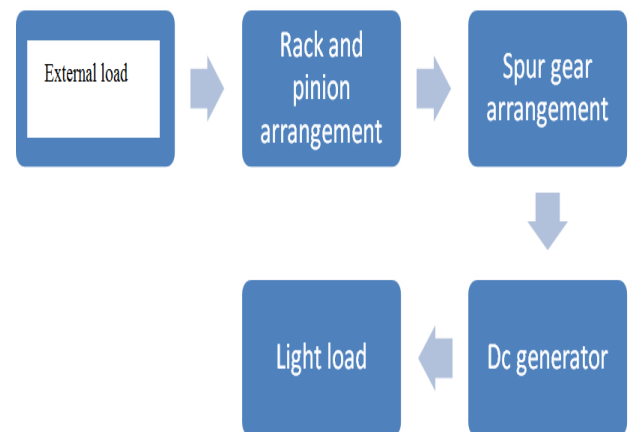 External load
Rack and
pinion
arrangement
Spur gear
arrangement
Dc generator
Light load